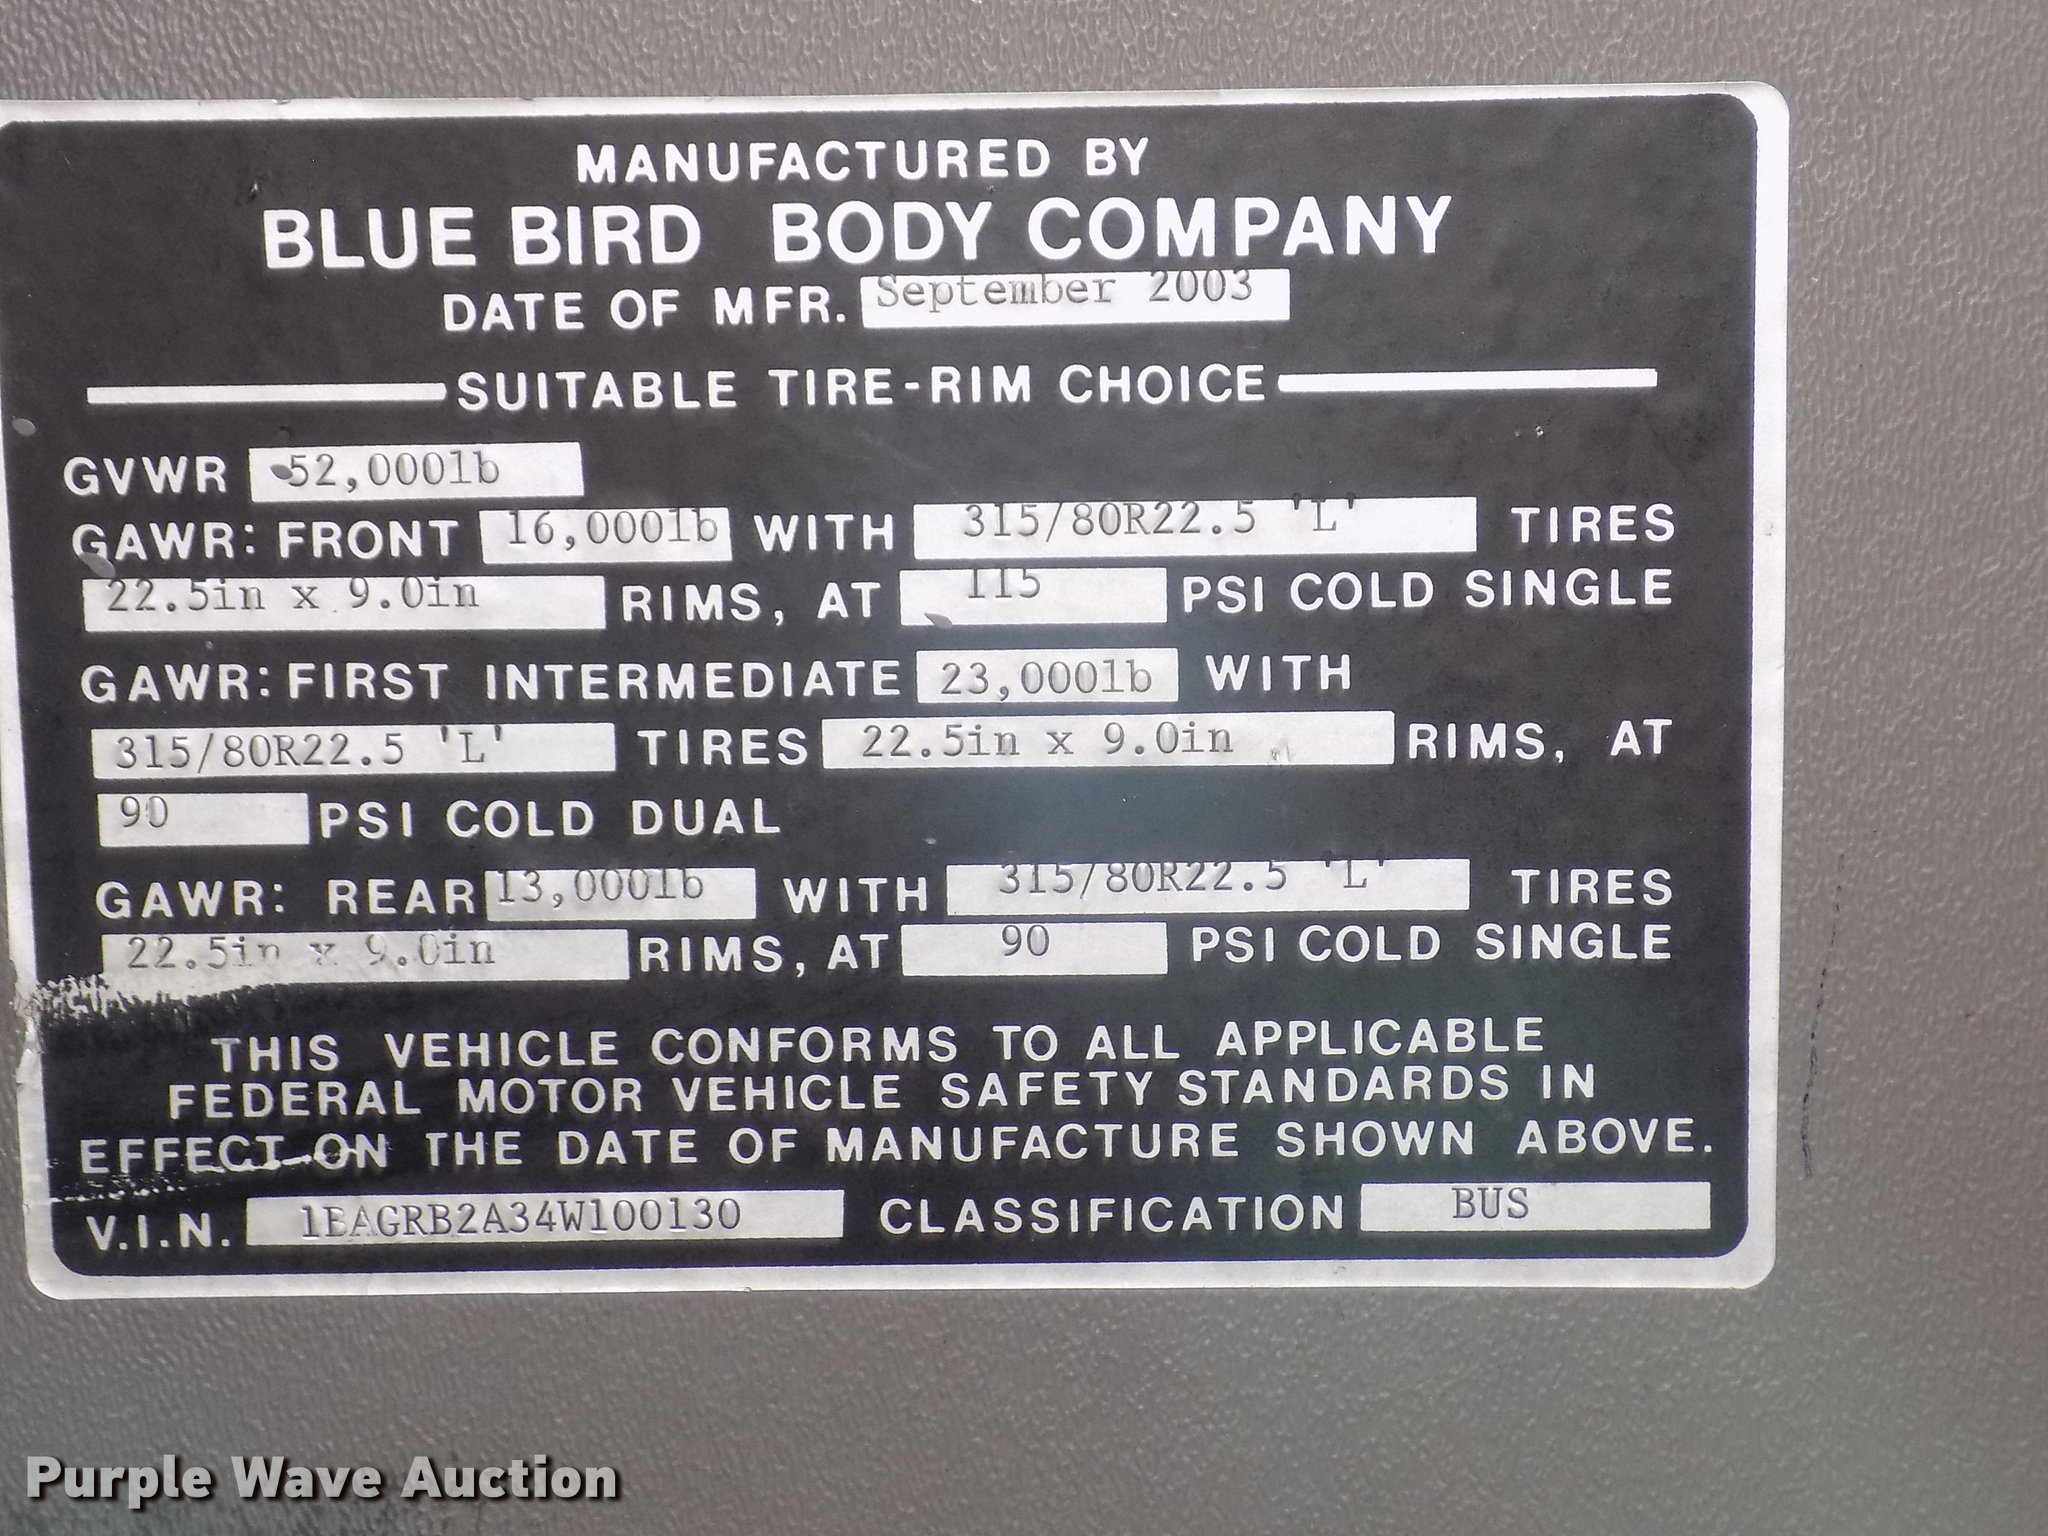 MANUFACTURED BY
BLUE BIRD BODY COMPANY
DATE OF MFR. September 2003
SUITABLE TIRE-RIM CHOICE
GVWR 52,000lb
GAWR: FRONT 16,000lb WITH 315/80R22.5 'L' TIRES
22.5in x 9.0in RIMS, AT 115 PSI COLD SINGLE
GAWR: FIRST INTERMEDIATE 23,000lb WITH
315/80R22.5 'L' TIRES 22.5in x 9.0in RIMS, AT
90 PSI COLD DUAL
GAWR: REAR 13,000lb WITH 315/80R22.5 'L' TIRES
22.5in x 9.0in RIMS, AT 90 PSI COLD SINGLE
THIS VEHICLE CONFORMS TO ALL APPLICABLE
FEDERAL MOTOR VEHICLE SAFETY STANDARDS IN
EFFECT ON THE DATE OF MANUFACTURE SHOWN ABOVE.
V.I.N. 1BAGRB2A34W100130 CLASSIFICATION BUS
Purple Wave Auction